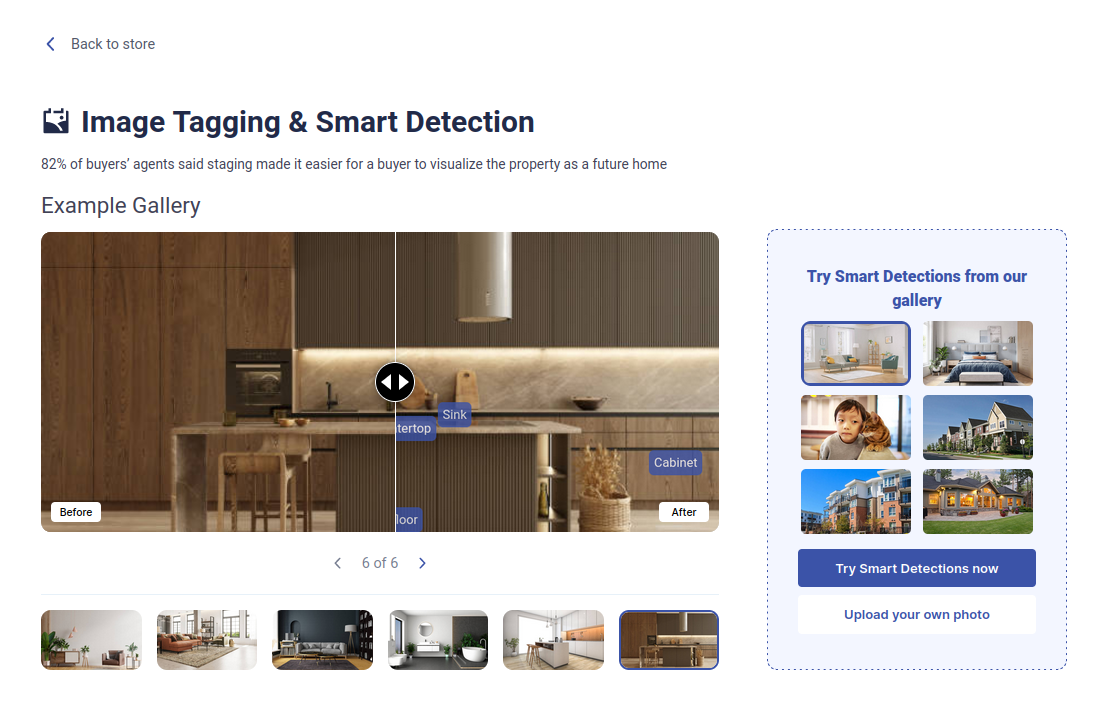 Back to store
Image Tagging & Smart Detection
82% of buyers’ agents said staging made it easier for a buyer to visualize the property as a future home
Example Gallery
Sink
tertop
Cabinet
loor
Before
After
6 of 6
Try Smart Detections from our
gallery
Try Smart Detections now
Upload your own photo